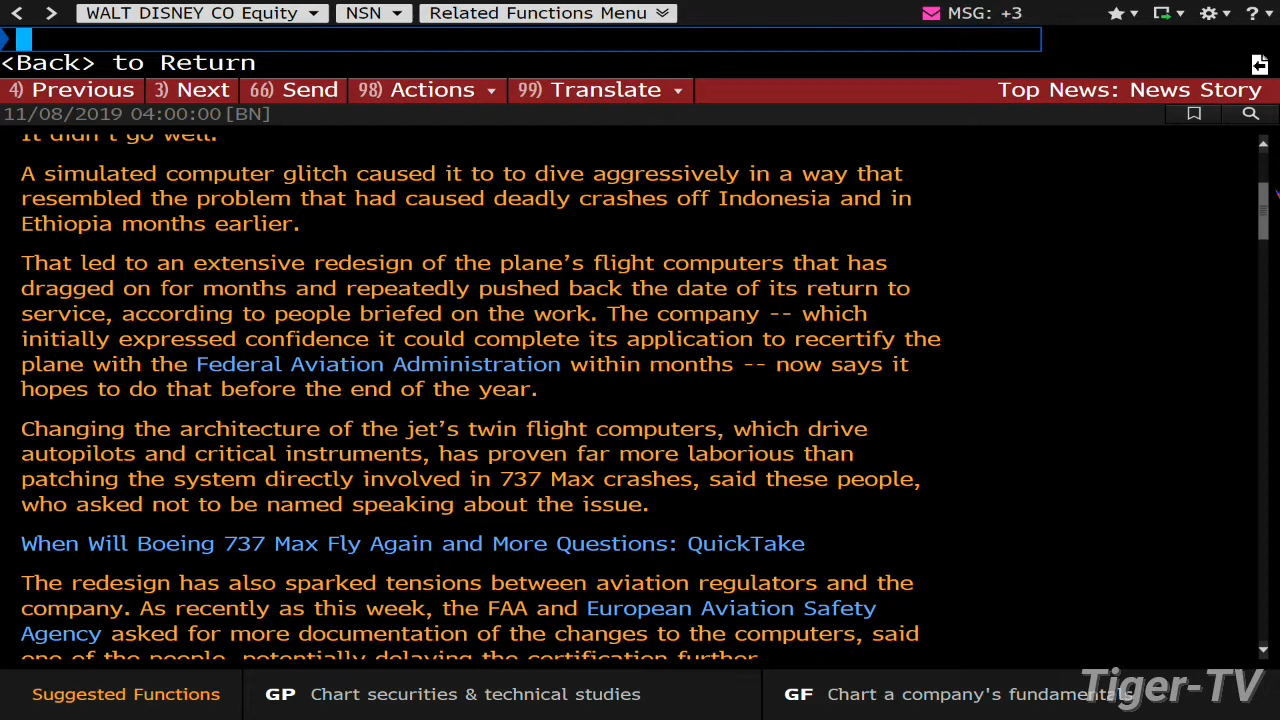 WALT DISNEY CO Equity
NSN
Related Functions Menu
MSG: +3
?
<Back> to Return
4) Previous
3) Next
66) Send
98) Actions
99) Translate
Top News: News Story
11/08/2019 04:00:00 [BN]
It didn't go well.
A simulated computer glitch caused it to to dive aggressively in a way that
resembled the problem that had caused deadly crashes off Indonesia and in
Ethiopia months earlier.
That led to an extensive redesign of the plane's flight computers that has
dragged on for months and repeatedly pushed back the date of its return to
service, according to people briefed on the work. The company -- which
initially expressed confidence it could complete its application to recertify the
plane with the Federal Aviation Administration within months -- now says it
hopes to do that before the end of the year.
Changing the architecture of the jet's twin flight computers, which drive
autopilots and critical instruments, has proven far more laborious than
patching the system directly involved in 737 Max crashes, said these people,
who asked not to be named speaking about the issue.
When Will Boeing 737 Max Fly Again and More Questions: QuickTake
The redesign has also sparked tensions between aviation regulators and the
company. As recently as this week, the FAA and European Aviation Safety
Agency asked for more documentation of the changes to the computers, said
one of the people, potentially delaying the certification further.
Suggested Functions
GP Chart securities & technical studies
GF Chart a company's fundamentals
Tiger-TV